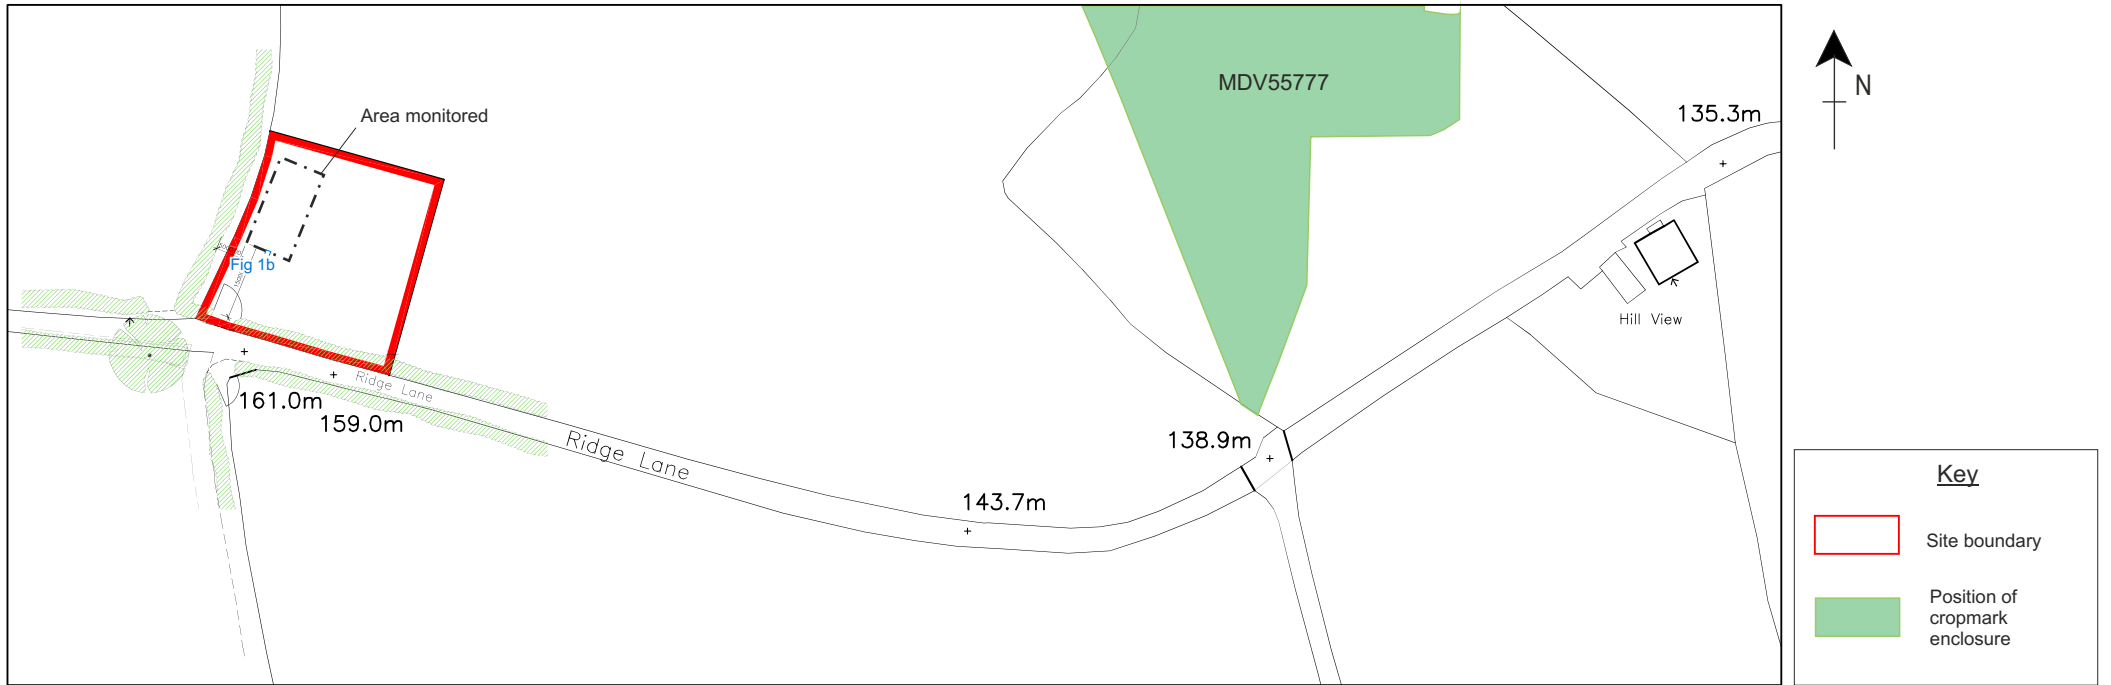 MDV55777
N
135.3m
Area monitored
Fig 1b
Hill View
Ridge Lane
161.0m
159.0m
Ridge Lane
138.9m
143.7m
Key
Site boundary
Position of
cropmark
enclosure